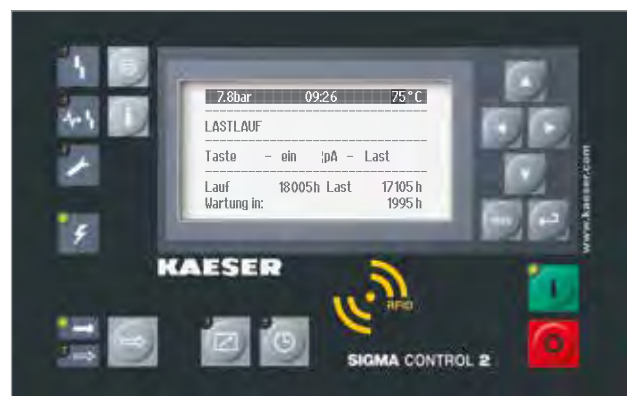 7.8bar 09:26 75°C
LASTLAUF
Taste - ein ¦pA - Last
Lauf 18005h Last 17105h
Wartung in: 1995h
KAESER
RFID
SIGMA CONTROL 2
www.kaeser.com
I
O